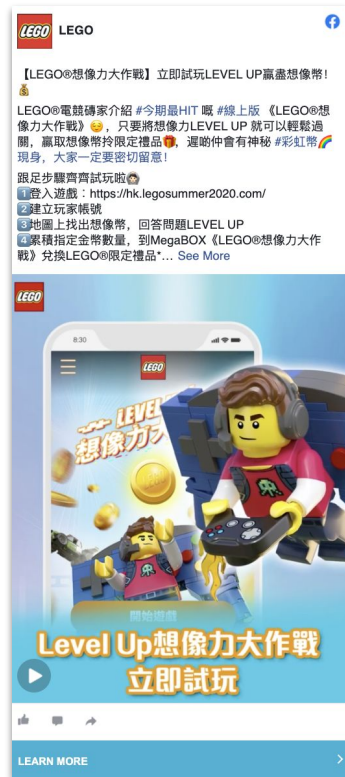 LEGO LEGO
【LEGO®想像力大作戰】立即試玩LEVEL UP贏盡想像幣!
💰
LEGO®電競磚家介紹 #今期最HIT 嘅 #線上版 《LEGO®想
像力大作戰》😏，只要將想像力LEVEL UP 就可以輕鬆過
關，贏取想像幣拎限定禮品🎁，遲啲仲會有神秘 #彩虹幣🌈
現身，大家一定要密切留意!
跟足步驟齊齊試玩啦🙆🏻
1️⃣登入遊戲：https://hk.legosummer2020.com/
2️⃣建立玩家帳號
3️⃣地圖上找出想像幣，回答問題LEVEL UP
4️⃣累積指定金幣數量，到MegaBOX《LEGO®想像力大作
戰》兌換LEGO®限定禮品*… See More
LEGO
8:30
LEGO
LEVEL
想像力大
開始遊戲
Level Up想像力大作戰
立即試玩
LEARN MORE